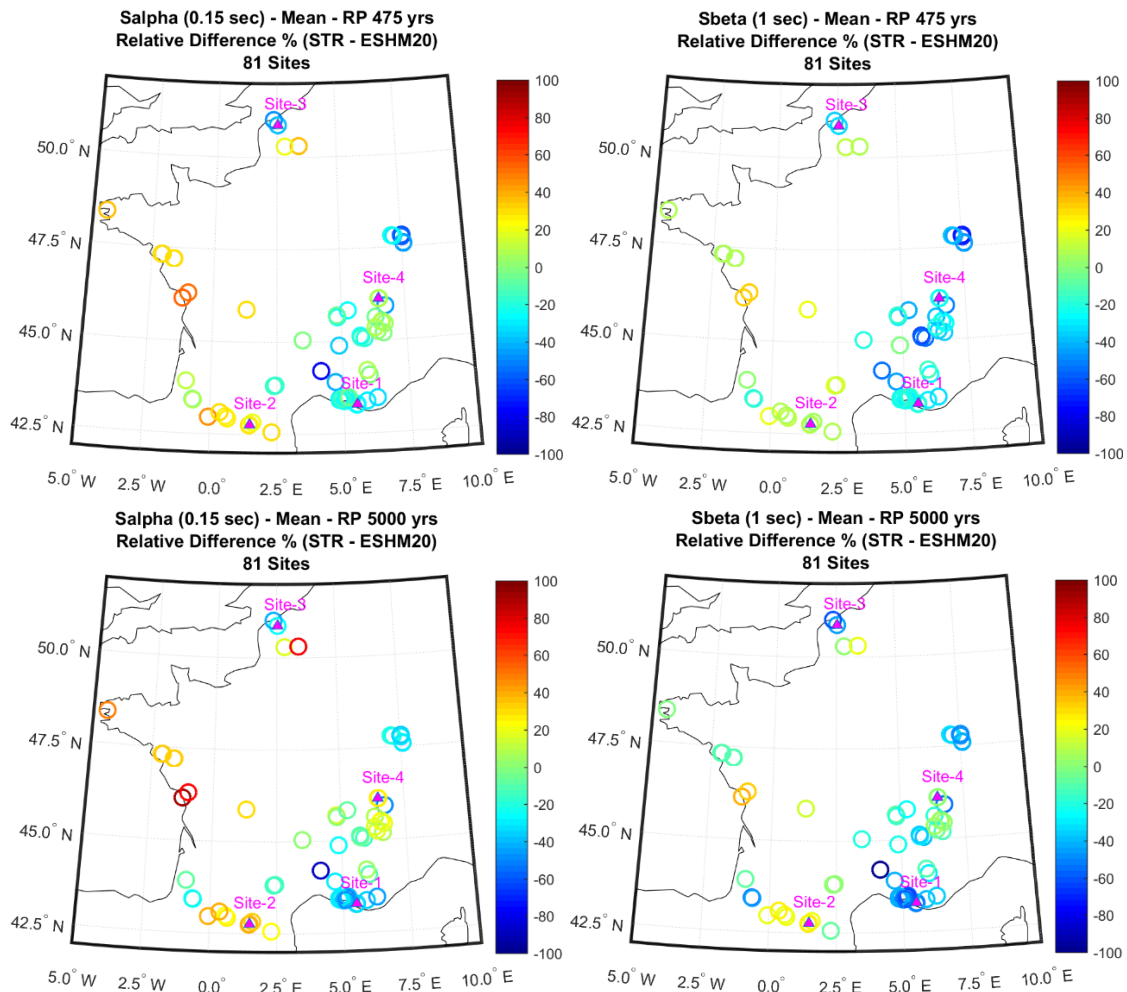 Salpha (0.15 sec) - Mean - RP 475 yrs
Relative Difference % (STR - ESHM20)
81 Sites
Site-3
Site-4
Site-1
Site-2
50.0° N
47.5° N
45.0° N
42.5° N
5.0° W
2.5° W
0.0°
2.5° E
5.0° E
7.5° E
10.0° E
100
80
60
40
20
0
-20
-40
-60
-80
-100
Sbeta (1 sec) - Mean - RP 475 yrs
Relative Difference % (STR - ESHM20)
81 Sites
Site-3
Site-4
Site-1
Site-2
50.0° N
47.5° N
45.0° N
42.5° N
5.0° W
2.5° W
0.0°
2.5° E
5.0° E
7.5° E
10.0° E
100
80
60
40
20
0
-20
-40
-60
-80
-100
Salpha (0.15 sec) - Mean - RP 5000 yrs
Relative Difference % (STR - ESHM20)
81 Sites
Site-3
Site-4
Site-1
Site-2
50.0° N
47.5° N
45.0° N
42.5° N
5.0° W
2.5° W
0.0°
2.5° E
5.0° E
7.5° E
10.0° E
100
80
60
40
20
0
-20
-40
-60
-80
-100
Sbeta (1 sec) - Mean - RP 5000 yrs
Relative Difference % (STR - ESHM20)
81 Sites
Site-3
Site-4
Site-1
Site-2
50.0° N
47.5° N
45.0° N
42.5° N
5.0° W
2.5° W
0.0°
2.5° E
5.0° E
7.5° E
10.0° E
100
80
60
40
20
0
-20
-40
-60
-80
-100